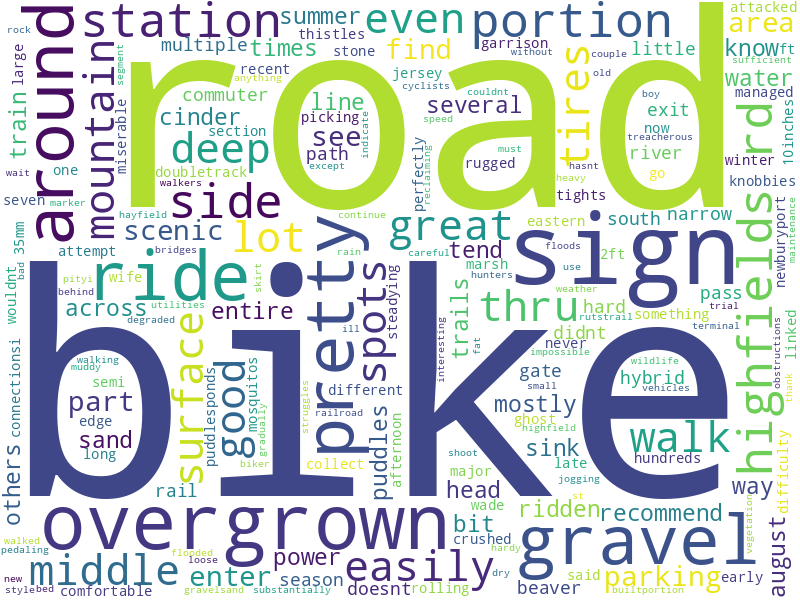 station
summer
even
portion
attacked
rock
thistles
area
multiple
times
stone
find
garrison
couple
without
know
ft
around
large
train
mountain
miserable
recent
anything
jersey
cyclists
old
tires
little
sufficient
segment
commuter
line
several
boy
water
cinder
picking
couldnt
exit
managed
road
section
deep
see
speed
now
treacherous
rd
indicate
path
perfectly
reclaiming
must
river
10inches
wait
one
doubletrack
except
rugged
hasnt
go
winter
seven
marker
walkers
side
heavy
tights
knobbies
35mm
hayfield
continue
great
eastern
south
narrow
bad
scenic
lot
rain
careful
tend
sign
highfields
newburyport
maintenance
attempt
bridges
floods
2ft
wouldnt
pityi
wife
ride
pretty
spots
steadying
marsh
hunters
use
pass
behind
utilities
skirt
thru
weather
trial
across
degraded
entire
ill
trails
hard
something
linked
connectionsi
walking
surface
good
didnt
rutstrail
terminal
obstructions
muddy
mosquitos
interesting
fat
never
impossible
part
semi
puddlesponds
different
gate
small
hybrid
wildlife
vehicles
bike
edge
gradually
railroad
mostly
ghost
highfield
thank
sand
struggles
puddles
afternoon
walk
long
biker
collect
shoot
sink
late
hundreds
difficulty
others
rail
major
jogging
way
head
wade
ridden
st
vegetation
overgrown
bit
recommend
august
walked
pedaling
flooded
loose
power
crushed
hardy
gravel
middle
enter
easily
beaver
parking
early
new
style
bed
comfortable
gravelsand
substantially
season
doesnt
rolling
dry
said
builtportion